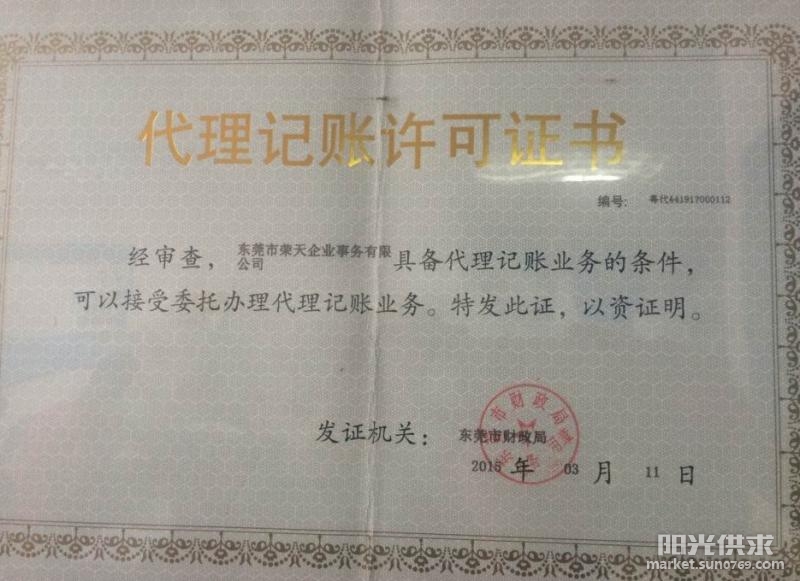 代理记账许可证书
编号: 粤代441917000112
经审查，东莞市荣天企业事务有限公司具备代理记账业务的条件，
可以接受委托办理代理记账业务。特发此证，以资证明。
市财政局
发证机关：东莞市财政局
2015 年 03 月 11 日
阳光供求
market.sun0769.com